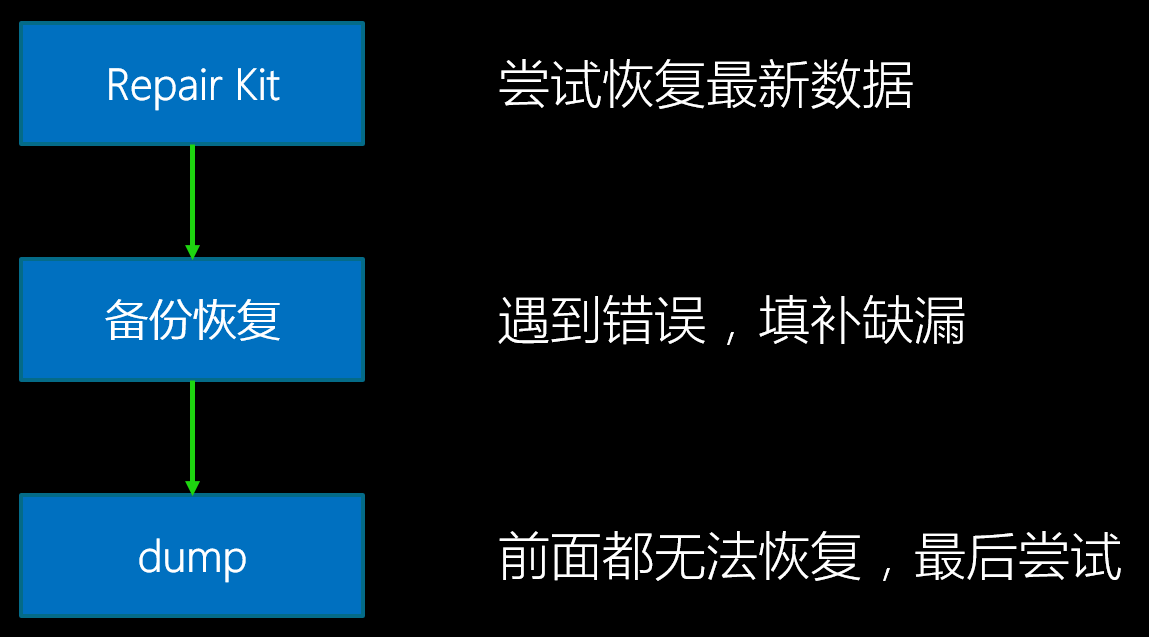 Repair Kit
尝试恢复最新数据
备份恢复
遇到错误，填补缺漏
dump
前面都无法恢复，最后尝试